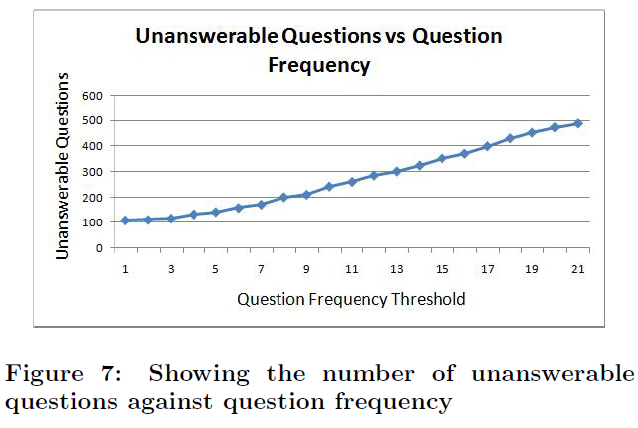 Unanswerable Questions vs Question
Frequency
Unanswerable Questions
600
500
400
300
200
100
0
1 3 5 7 9 11 13 15 17 19 21
Question Frequency Threshold
Figure 7: Showing the number of unanswerable
questions against question frequency